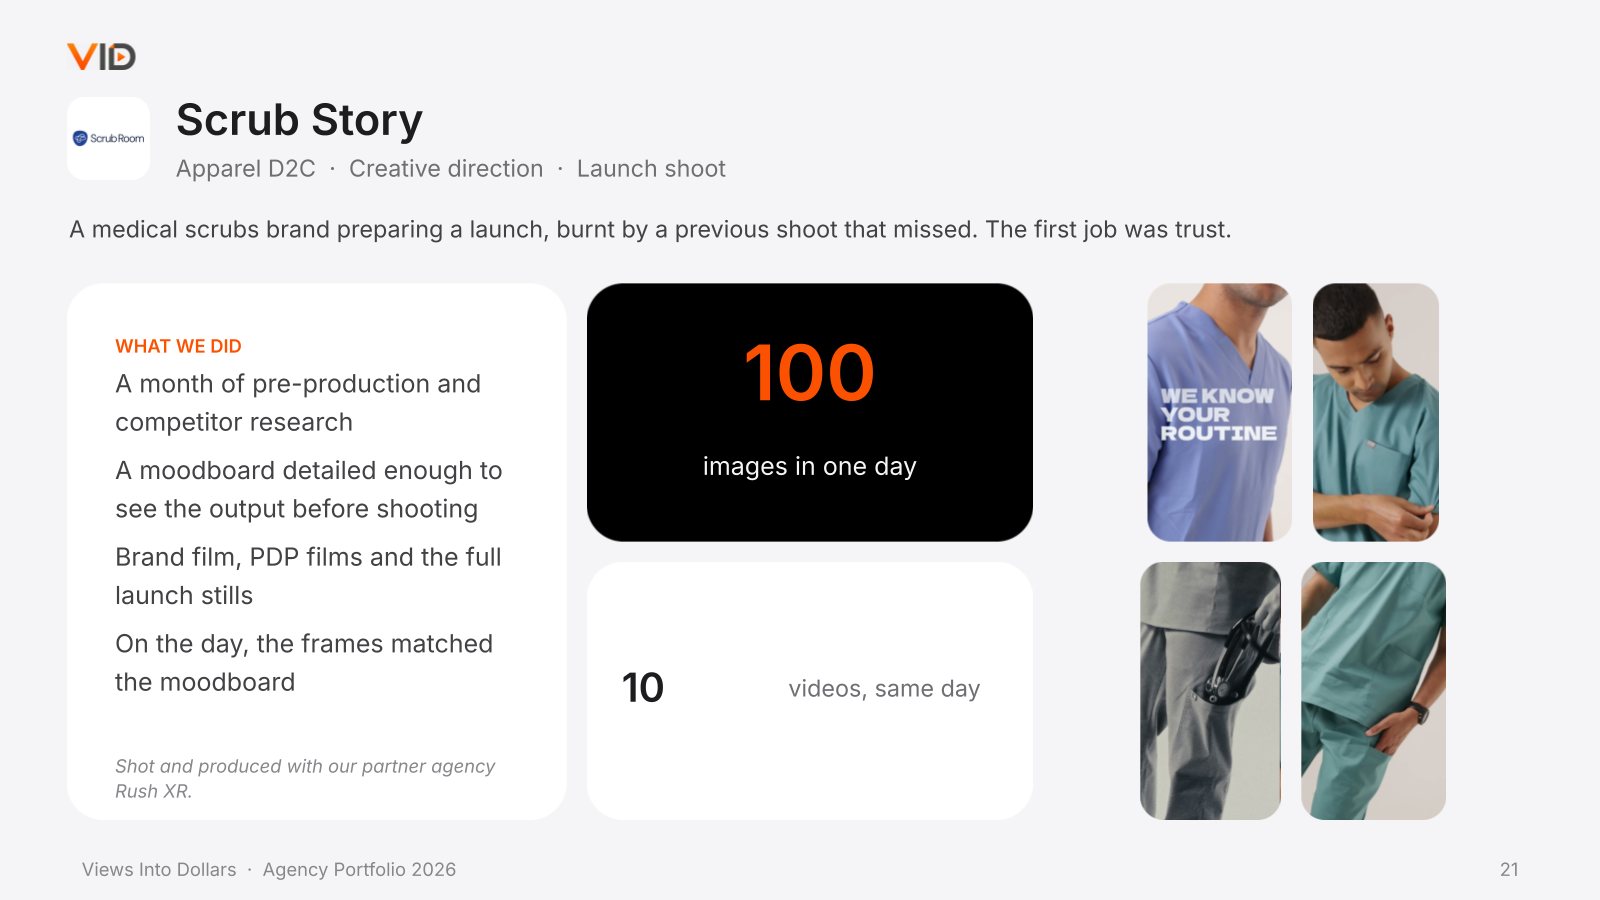 VID
ScrubRoom
Scrub Story
Apparel D2C · Creative direction · Launch shoot
A medical scrubs brand preparing a launch, burnt by a previous shoot that missed. The first job was trust.
WHAT WE DID
A month of pre-production and
competitor research
A moodboard detailed enough to
see the output before shooting
Brand film, PDP films and the full
launch stills
On the day, the frames matched
the moodboard
Shot and produced with our partner agency
Rush XR.
100
images in one day
10
videos, same day
WE KNOW
YOUR
ROUTINE
Views Into Dollars · Agency Portfolio 2026
21